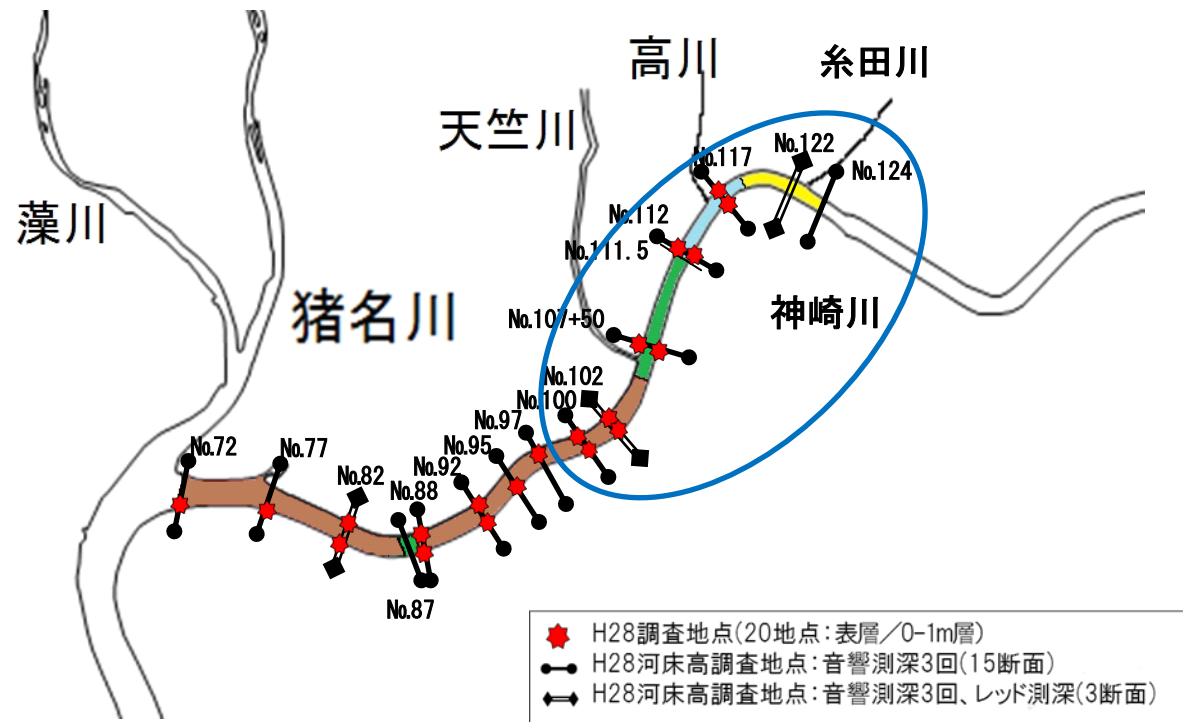 高川
糸田川
天竺川
藻川
猪名川
神崎川
No.117
No.122
No.124
No.112
No.111.5
No.107+50
No.102
No.100
No.97
No.95
No.92
No.88
No.82
No.77
No.72
No.87
H28調査地点(20地点:表層/0-1m層)
H28河床高調査地点:音響測深3回(15断面)
H28河床高調査地点:音響測深3回、レッド測深(3断面)